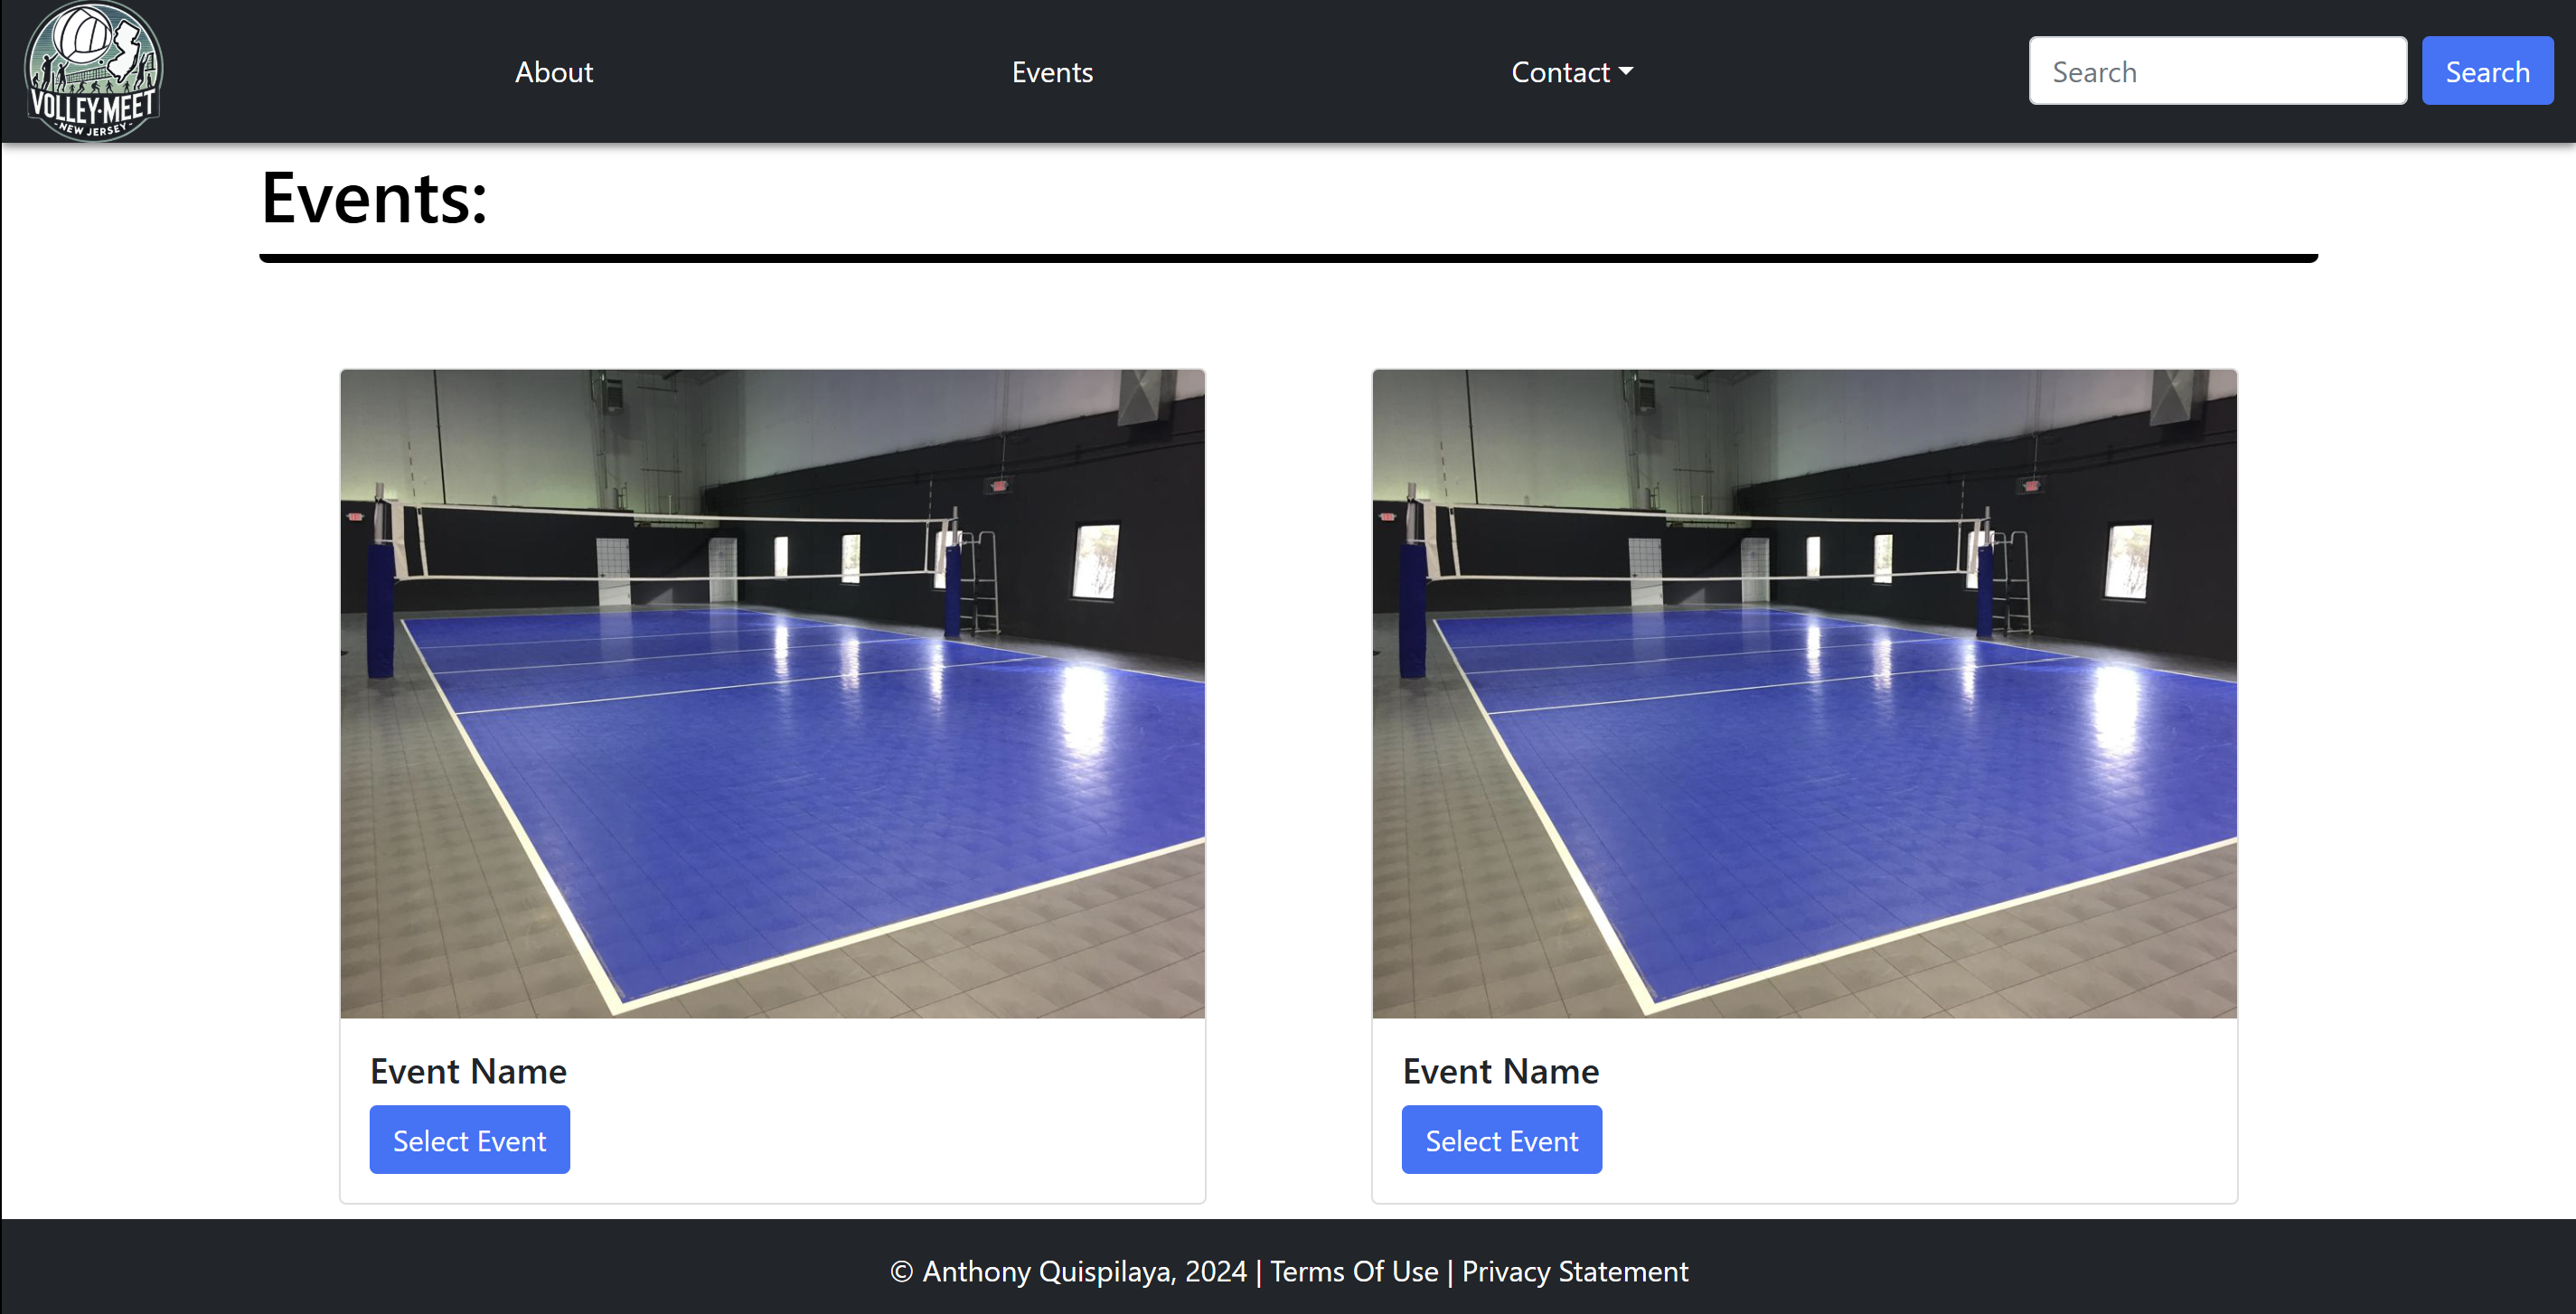 VOLLEY·MEET
-NEW JERSEY-
About
Events
Contact
Search
Search
Events:
Event Name
Select Event
Event Name
Select Event
© Anthony Quispilaya, 2024 | Terms Of Use | Privacy Statement